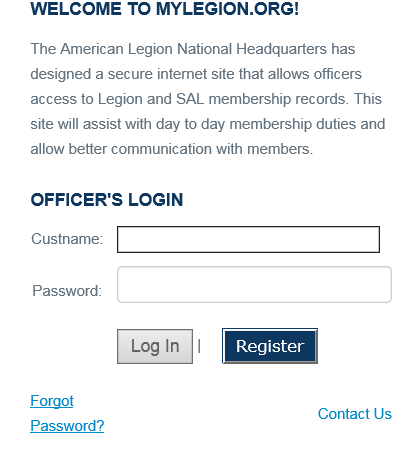 WELCOME TO MYLEGION.ORG!
The American Legion National Headquarters has
designed a secure internet site that allows officers
access to Legion and SAL membership records. This
site will assist with day to day membership duties and
allow better communication with members.
OFFICER'S LOGIN
Custname:
Password:
Log In | Register
Forgot
Password?
Contact Us